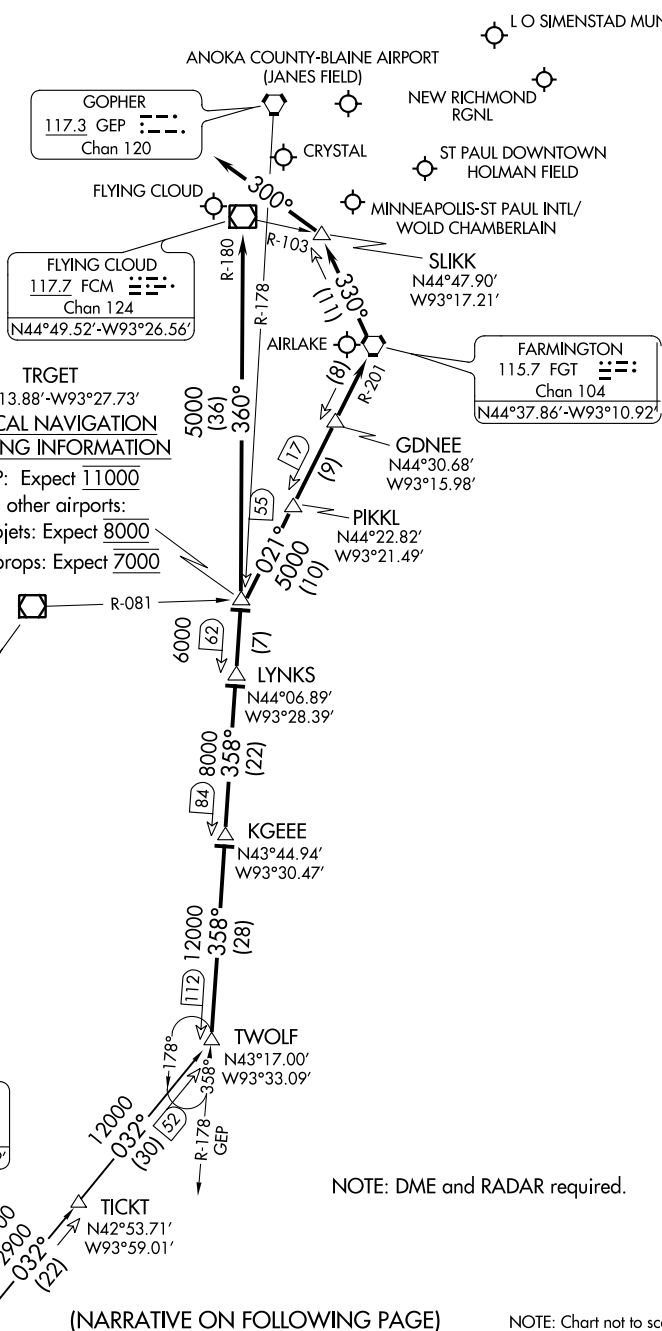 L O SIMENSTAD MUN
ANOKA COUNTY-BLAINE AIRPORT
(JANES FIELD)
NEW RICHMOND
RGNL
GOPHER
117.3 GEP
Chan 120
CRYSTAL
ST PAUL DOWNTOWN
HOLMAN FIELD
FLYING CLOUD
300°
MINNEAPOLIS-ST PAUL INTL/
WOLD CHAMBERLAIN
R-103
R-180
R-178
SLIKK
N44°47.90'
W93°17.21'
FLYING CLOUD
117.7 FCM
Chan 124
N44°49.52'-W93°26.56'
330°
(11)
AIRLAKE
FARMINGTON
115.7 FGT
Chan 104
N44°37.86'-W93°10.92'
TRGET
13.88'-W93°27.73'
CAL NAVIGATION
NG INFORMATION
P: Expect 11000
other airports:
ojets: Expect 8000
props: Expect 7000
5000
(36)
360°
(8)
R-201
GDNEE
N44°30.68'
W93°15.98'
17
(9)
55
PIKKL
N44°22.82'
W93°21.49'
021°
5000
(10)
R-081
6000
62
(7)
LYNKS
N44°06.89'
W93°28.39'
8000
358°
(22)
84
KGEEE
N43°44.94'
W93°30.47'
12000
358°
(28)
112
TWOLF
N43°17.00'
W93°33.09'
178°
358°
R-178
GEP
12000
032°
(30)
52
TICKT
N42°53.71'
W93°59.01'
00
2900
032°
(22)
NOTE: DME and RADAR required.
(NARRATIVE ON FOLLOWING PAGE)
NOTE: Chart not to sc